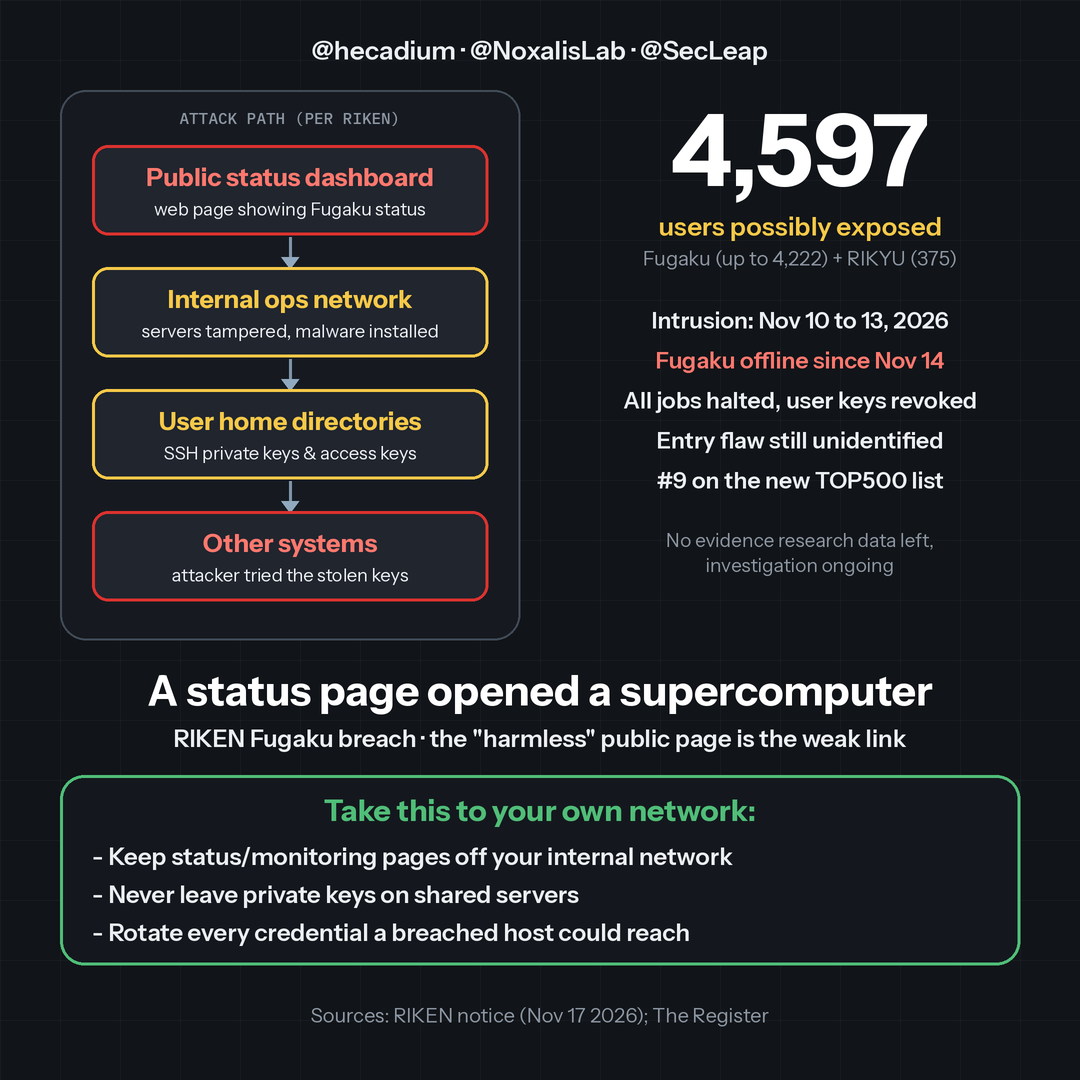 @hecadium · @NoxalisLab · @SecLeap
ATTACK PATH (PER RIKEN)
Public status dashboard
web page showing Fugaku status
Internal ops network
servers tampered, malware installed
User home directories
SSH private keys & access keys
Other systems
attacker tried the stolen keys
4,597
users possibly exposed
Fugaku (up to 4,222) + RIKYU (375)
Intrusion: Nov 10 to 13, 2026
Fugaku offline since Nov 14
All jobs halted, user keys revoked
Entry flaw still unidentified
#9 on the new TOP500 list
No evidence research data left,
investigation ongoing
A status page opened a supercomputer
RIKEN Fugaku breach · the "harmless" public page is the weak link
Take this to your own network:
- Keep status/monitoring pages off your internal network
- Never leave private keys on shared servers
- Rotate every credential a breached host could reach
Sources: RIKEN notice (Nov 17 2026); The Register